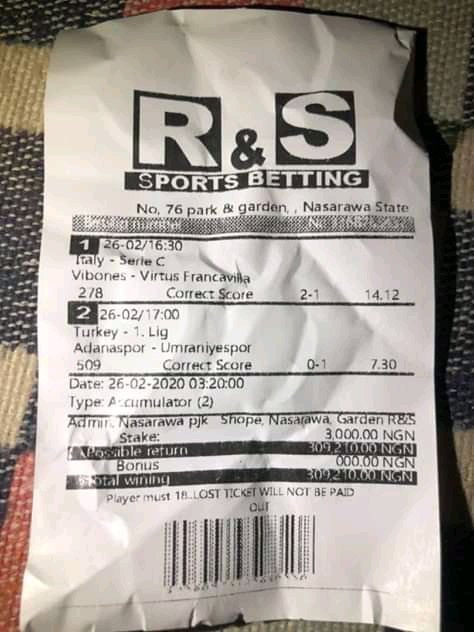 R & S
SPORTS BETTING
No, 76 park & garden, , Nasarawa State
1 26-02/16:30
Italy - Serie C
Vibones - Virtus Francavilla
278 Correct Score 2-1 14.12
2 26-02/17:00
Turkey - 1. Lig
Adanaspor - Umraniyespor
509 Correct Score 0-1 7.30
Date: 26-02-2020 03:20:00
Type: Accumulator (2)
Admin. Nasarawa pjk Shope, Nasarawa, Garden R&S
Stake: 3,000.00 NGN
Possible return 309,210.00 NGN
Bonus 000.00 NGN
Total wining 309,210.00 NGN
Player must 18..LOST TICKET WILL NOT BE PAID
OUT